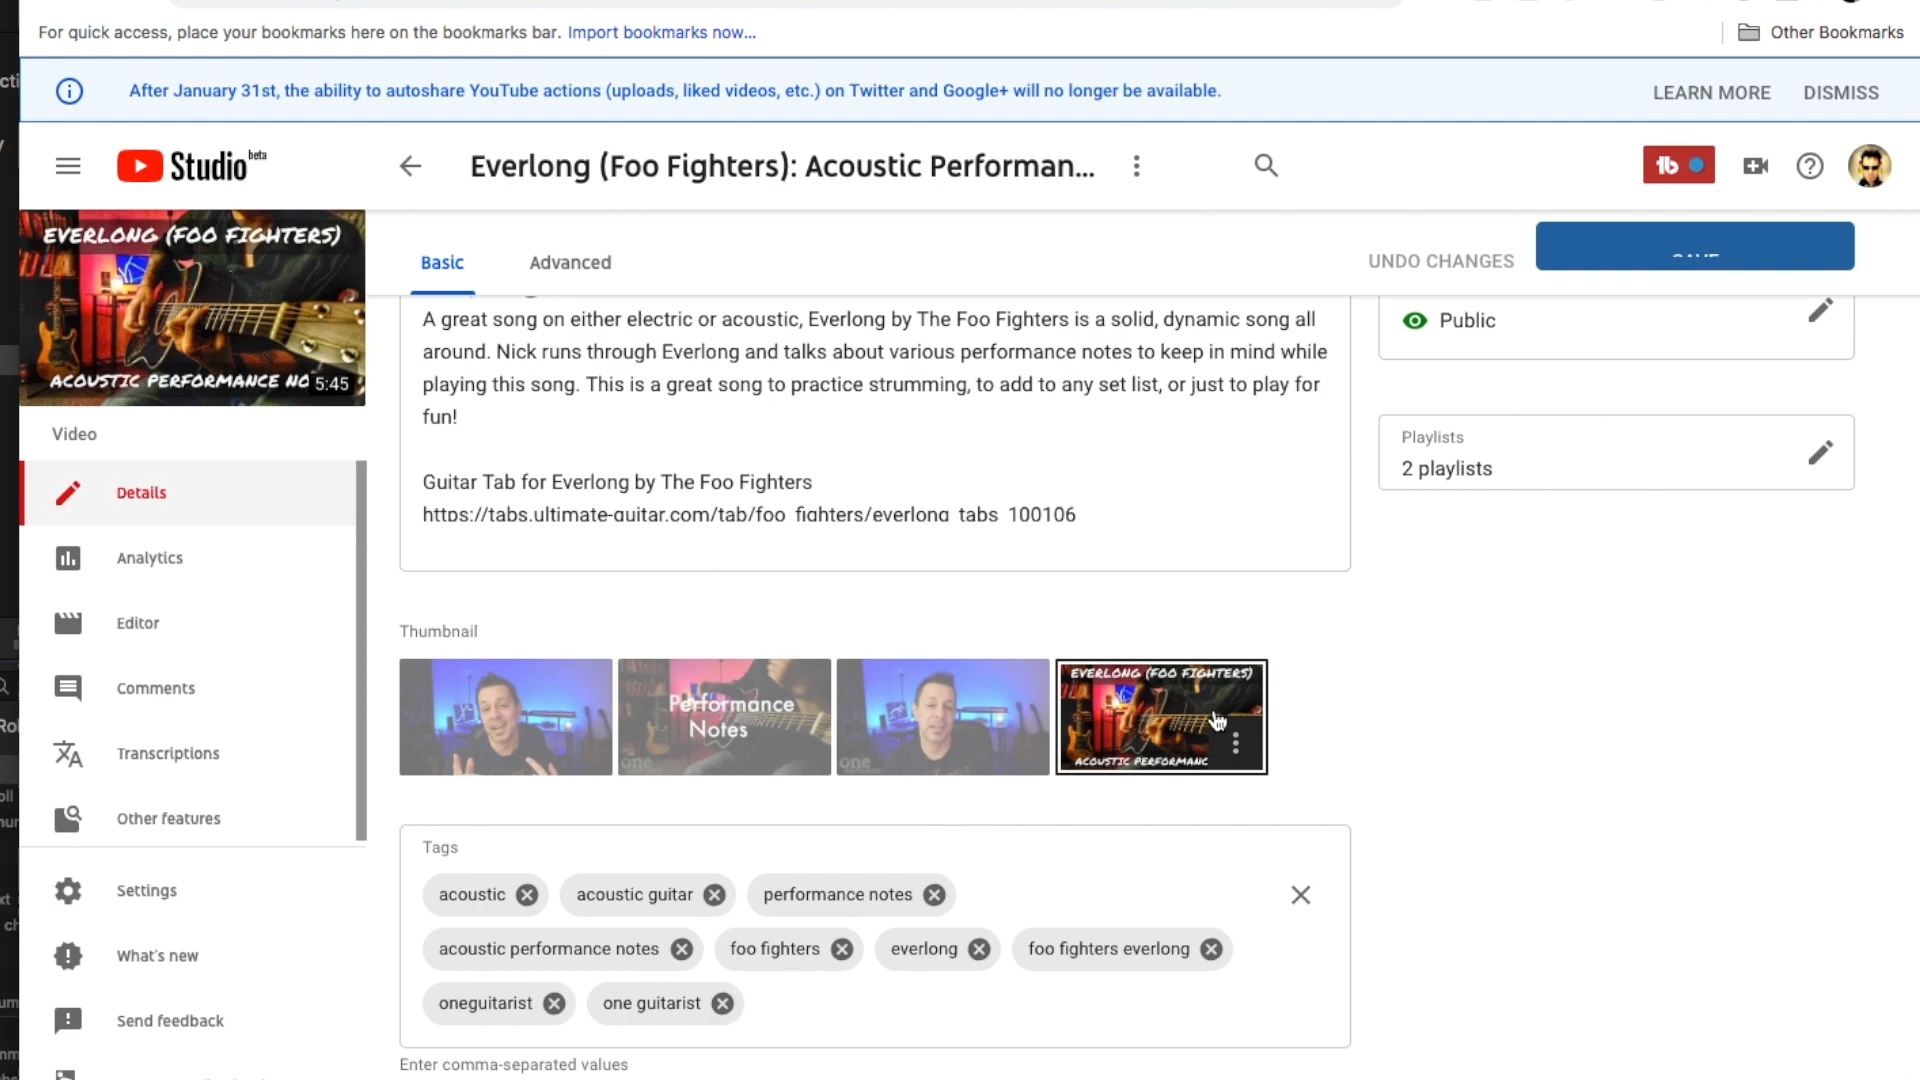 For quick access, place your bookmarks here on the bookmarks bar. Import bookmarks now...
Other Bookmarks
After January 31st, the ability to autoshare YouTube actions (uploads, liked videos, etc.) on Twitter and Google+ will no longer be available.
LEARN MORE
DISMISS
Studio beta
Everlong (Foo Fighters): Acoustic Performan...
tb
EVERLONG (FOO FIGHTERS)
ACOUSTIC PERFORMANCE NO
5:45
Basic
Advanced
UNDO CHANGES
SAVE
A great song on either electric or acoustic, Everlong by The Foo Fighters is a solid, dynamic song all
around. Nick runs through Everlong and talks about various performance notes to keep in mind while
playing this song. This is a great song to practice strumming, to add to any set list, or just to play for
fun!
Guitar Tab for Everlong by The Foo Fighters
https://tabs.ultimate-guitar.com/tab/foo_fighters/everlong_tabs_100106
Public
Playlists
2 playlists
Video
Details
Analytics
Editor
Comments
Transcriptions
Other features
Settings
What's new
Send feedback
Thumbnail
Performance
Notes
one
one
EVERLONG (FOO FIGHTERS)
ACOUSTIC PERFORMANC
Tags
acoustic
acoustic guitar
performance notes
acoustic performance notes
foo fighters
everlong
foo fighters everlong
oneguitarist
one guitarist
Enter comma-separated values